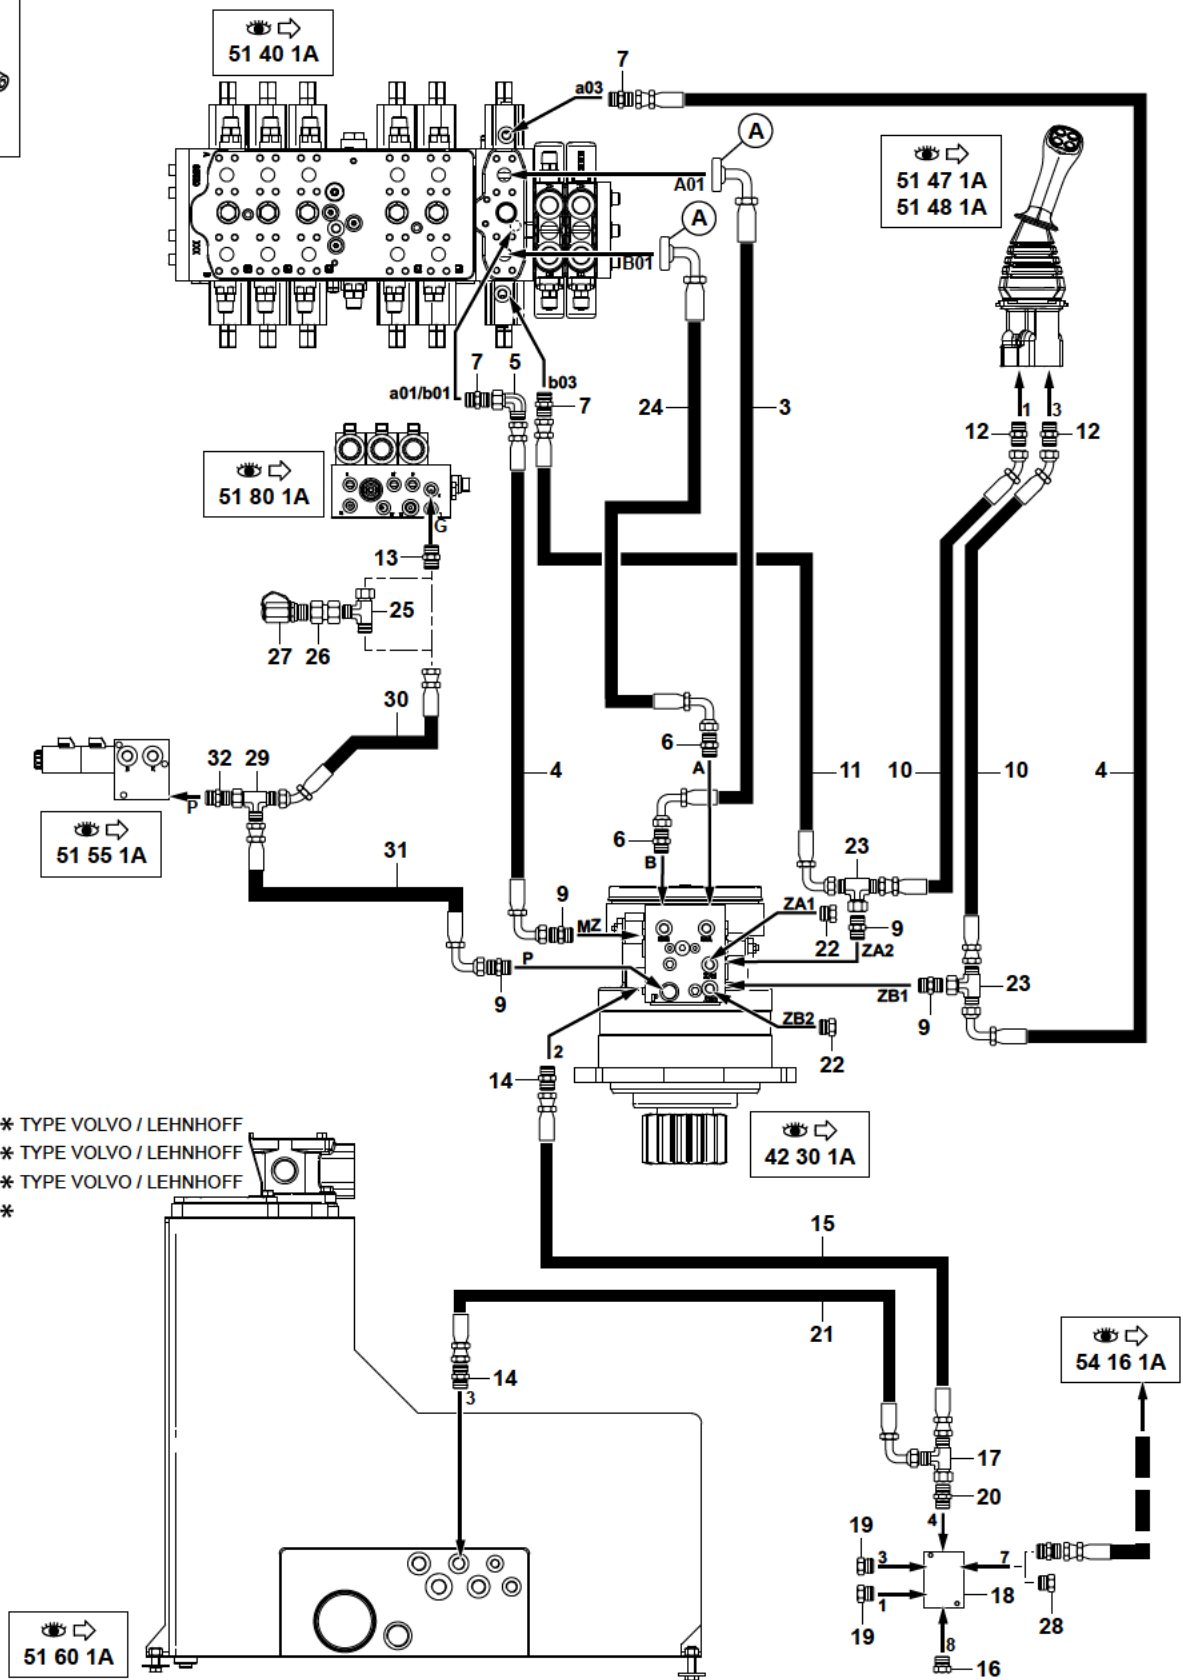 51 40 1A
a03
7
A
A01
A
B01
51 47 1A
51 48 1A
7
5
a01/b01
b03
7
24
3
1
3
12
12
51 80 1A
G
13
25
27
26
30
6
A
32
29
P
4
11
10
10
4
51 55 1A
6
B
31
23
9
MZ
ZA1
22
9
ZA2
P
9
ZB1
9
23
ZB2
22
2
14
* TYPE VOLVO / LEHNHOFF
* TYPE VOLVO / LEHNHOFF
* TYPE VOLVO / LEHNHOFF
*
42 30 1A
15
21
54 16 1A
14
3
17
20
4
19
3
7
18
1
19
28
8
16
51 60 1A